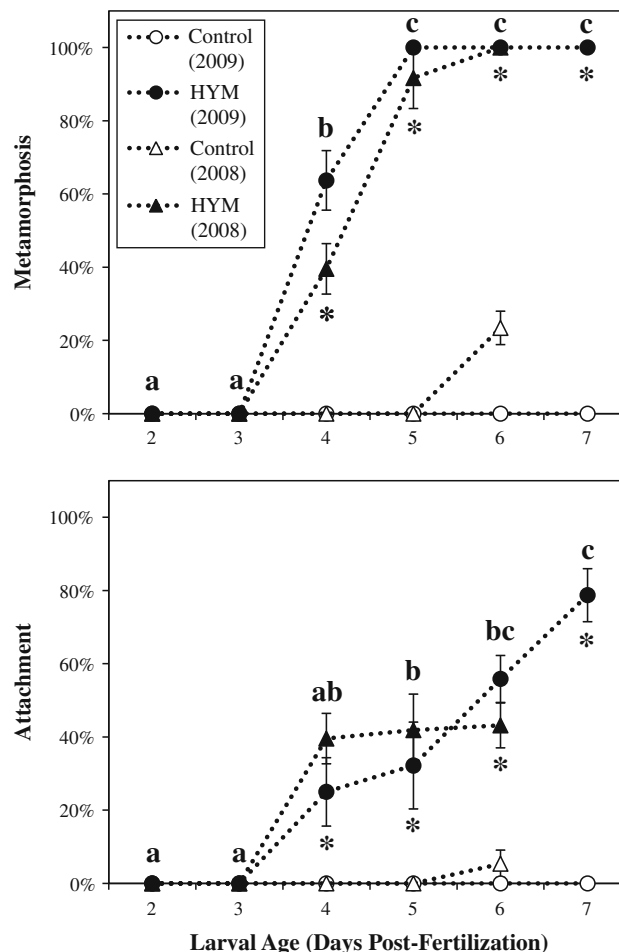 c c c
100%
Control
(2009)
HYM
(2009)
Control
(2008)
HYM
(2008)
* *
*
80%
b
60%
Metamorphosis
40%
*
20%
a a
0%
2 3 4 5 6 7
100%
c
80%
bc
*
60%
ab b
Attachment
40%
*
20%
* *
a a
0%
2 3 4 5 6 7
Larval Age (Days Post-Fertilization)